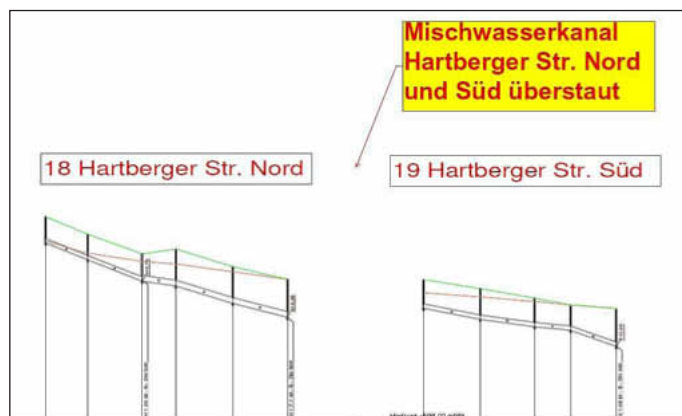 Mischwasserkanal
Hartberger Str. Nord
und Süd überstaut
18 Hartberger Str. Nord
19 Hartberger Str. Süd